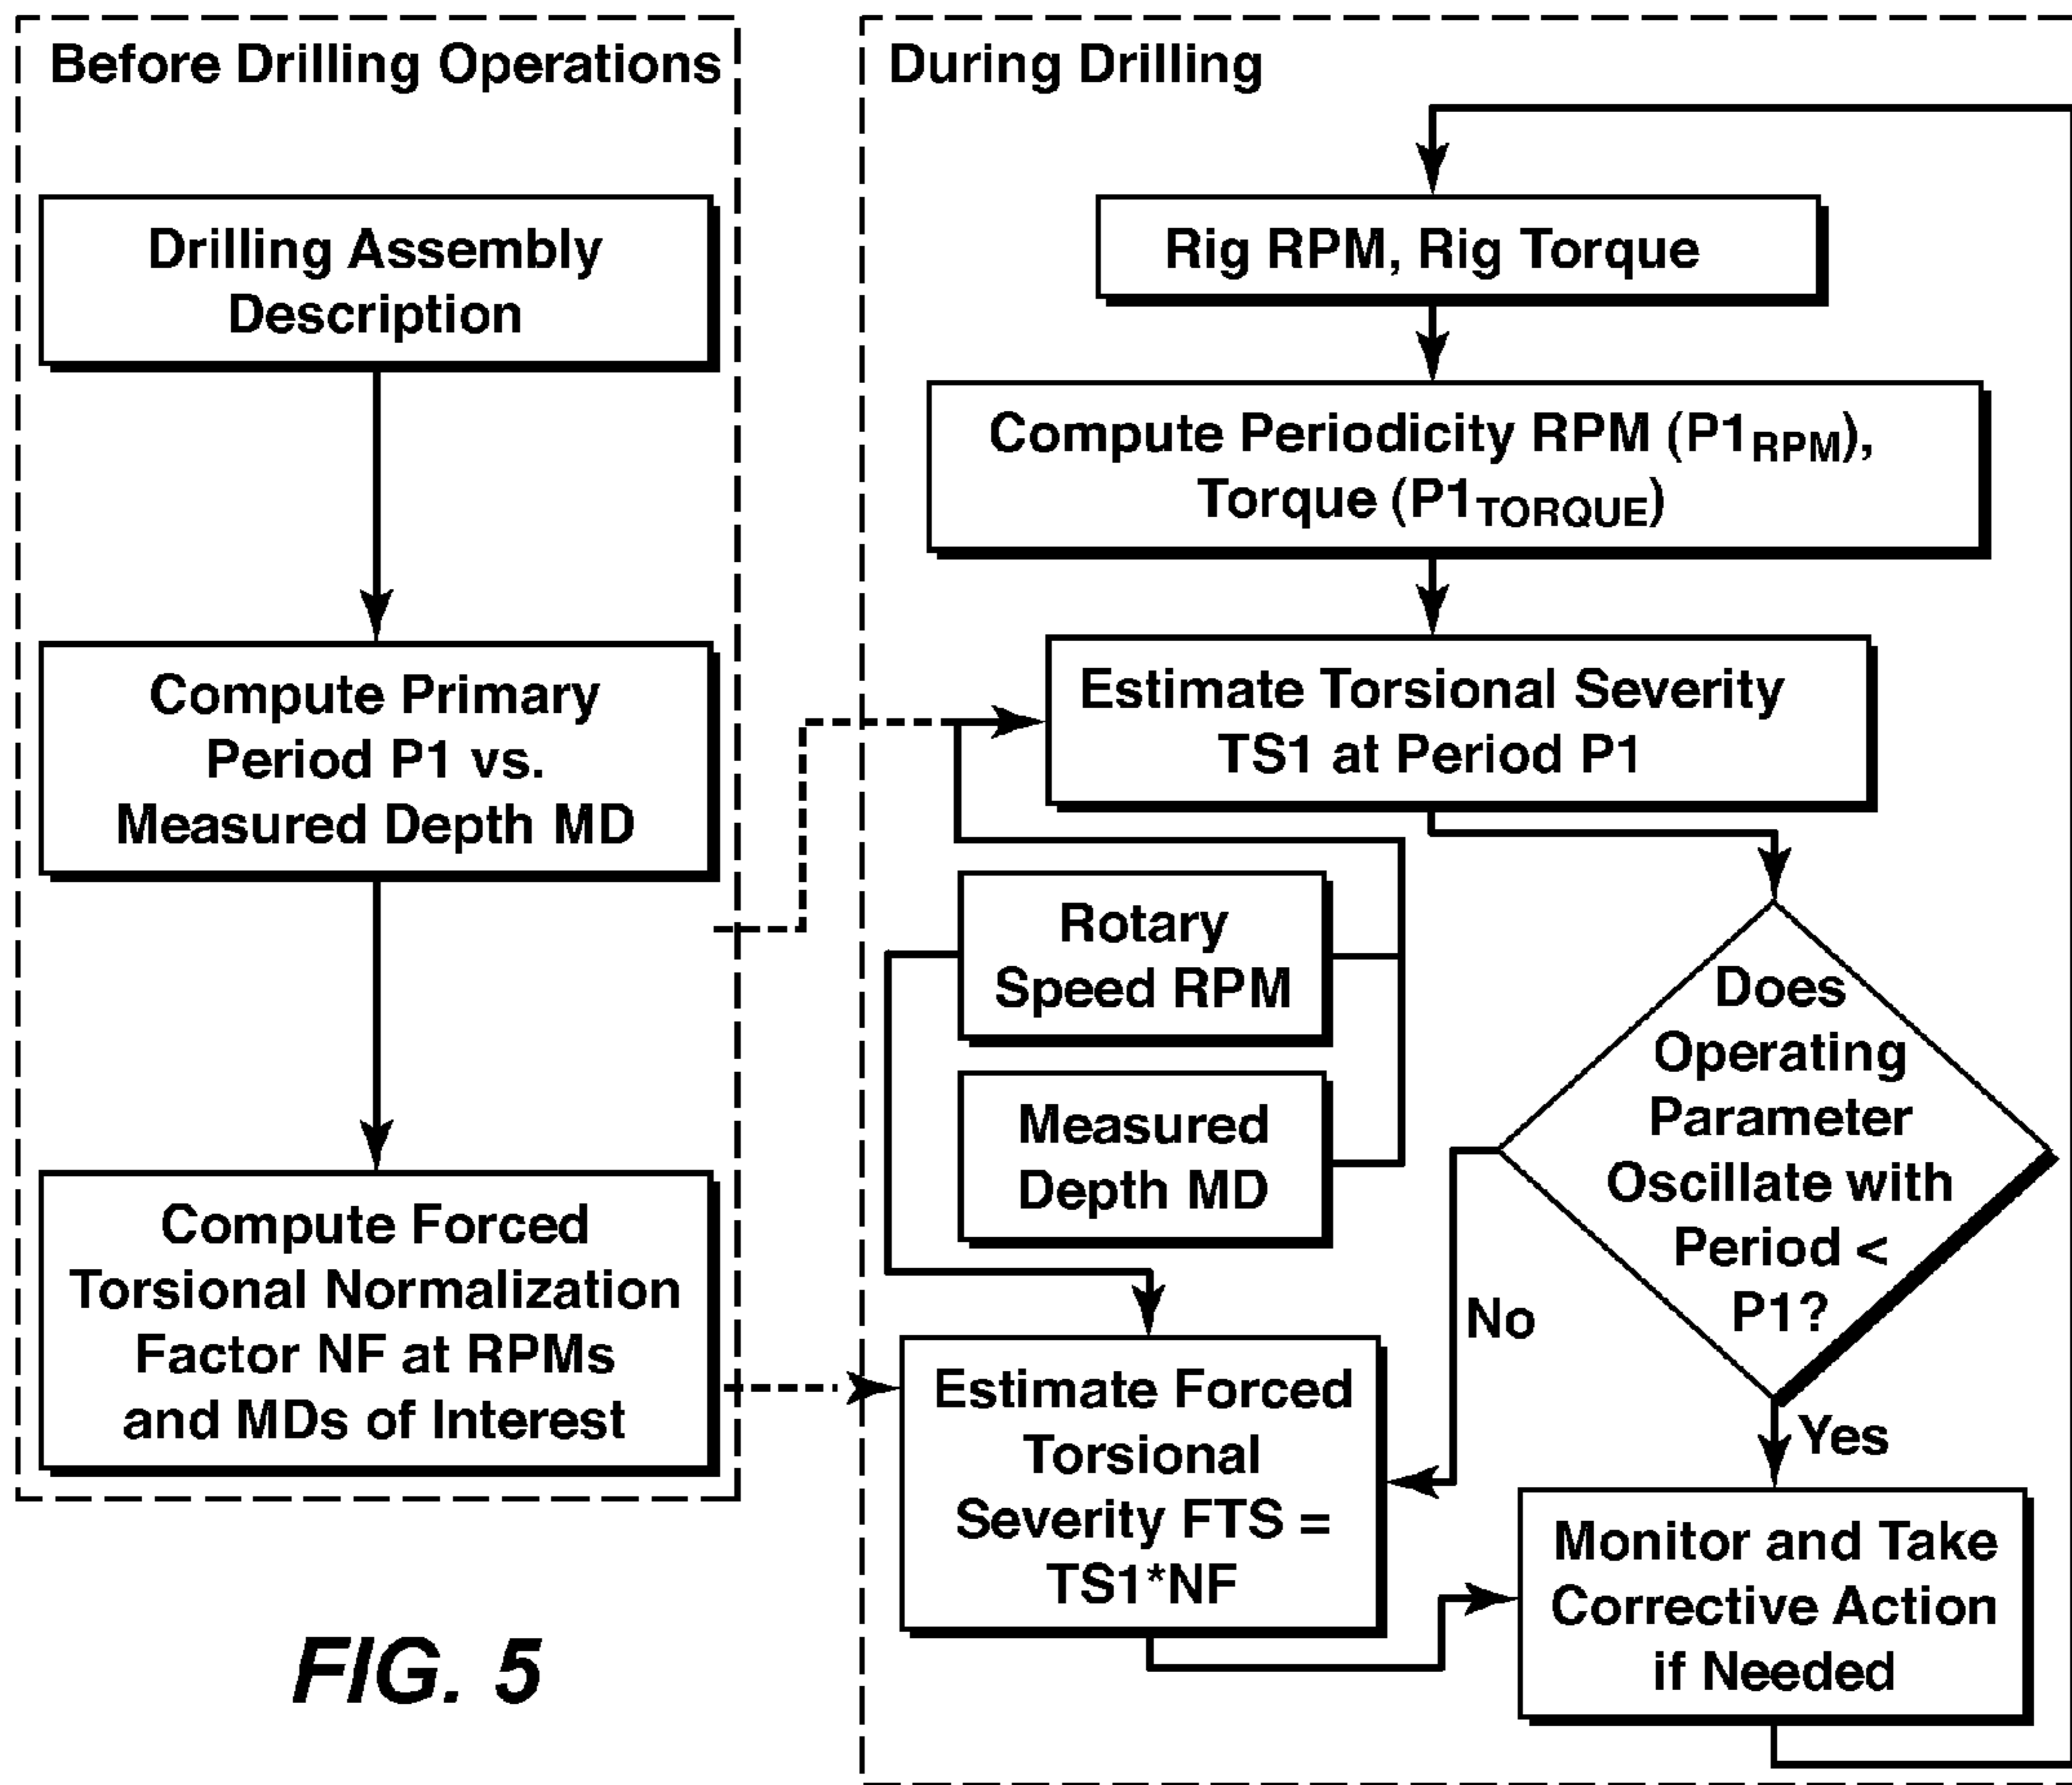 Before Drilling Operations
Drilling Assembly
Description
Compute Primary
Period P1 vs.
Measured Depth MD
Compute Forced
Torsional Normalization
Factor NF at RPMs
and MDs of Interest
FIG. 5
During Drilling
Rig RPM, Rig Torque
Compute Periodicity RPM (P1RPM),
Torque (P1TORQUE)
Estimate Torsional Severity
TS1 at Period P1
Rotary
Speed RPM
Measured
Depth MD
Does
Operating
Parameter
Oscillate with
Period <
P1?
No
Yes
Estimate Forced
Torsional
Severity FTS =
TS1*NF
Monitor and Take
Corrective Action
if Needed